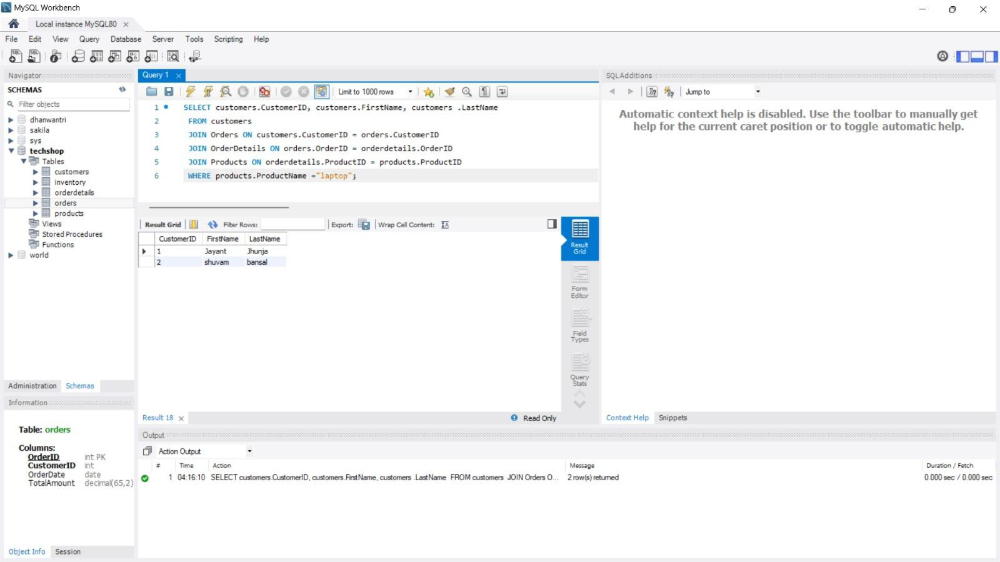 MySQL Workbench
Local instance MySQL80
File Edit View Query Database Server Tools Scripting Help
Navigator
SCHEMAS
Filter objects
dhanwantri
sakila
sys
techshop
Tables
customers
inventory
orderdetails
orders
products
Views
Stored Procedures
Functions
world
Administration Schemas
Information
Table: orders
Columns:
OrderID int PK
CustomerID int
OrderDate date
TotalAmount decimal(65,2)
Object Info Session
Query 1
Limit to 1000 rows
1 SELECT customers.CustomerID, customers.FirstName, customers .LastName
2 FROM customers
3 JOIN Orders ON customers.CustomerID = orders.CustomerID
4 JOIN OrderDetails ON orders.OrderID = orderdetails.OrderID
5 JOIN Products ON orderdetails.ProductID = products.ProductID
6 WHERE products.ProductName ="laptop";
Result Grid Filter Rows: Export: Wrap Cell Content:
CustomerID FirstName LastName
1 Jayant Jhunja
2 shuvam bansal
Result Grid
Form Editor
Field Types
Query Stats
Result 18 Read Only
SQLAdditions
Jump to
Automatic context help is disabled. Use the toolbar to manually get
help for the current caret position or to toggle automatic help.
Context Help Snippets
Output
Action Output
# Time Action Message Duration / Fetch
1 04:16:10 SELECT customers.CustomerID, customers.FirstName, customers .LastName FROM customers JOIN Orders O... 2 row(s) returned 0.000 sec / 0.000 sec